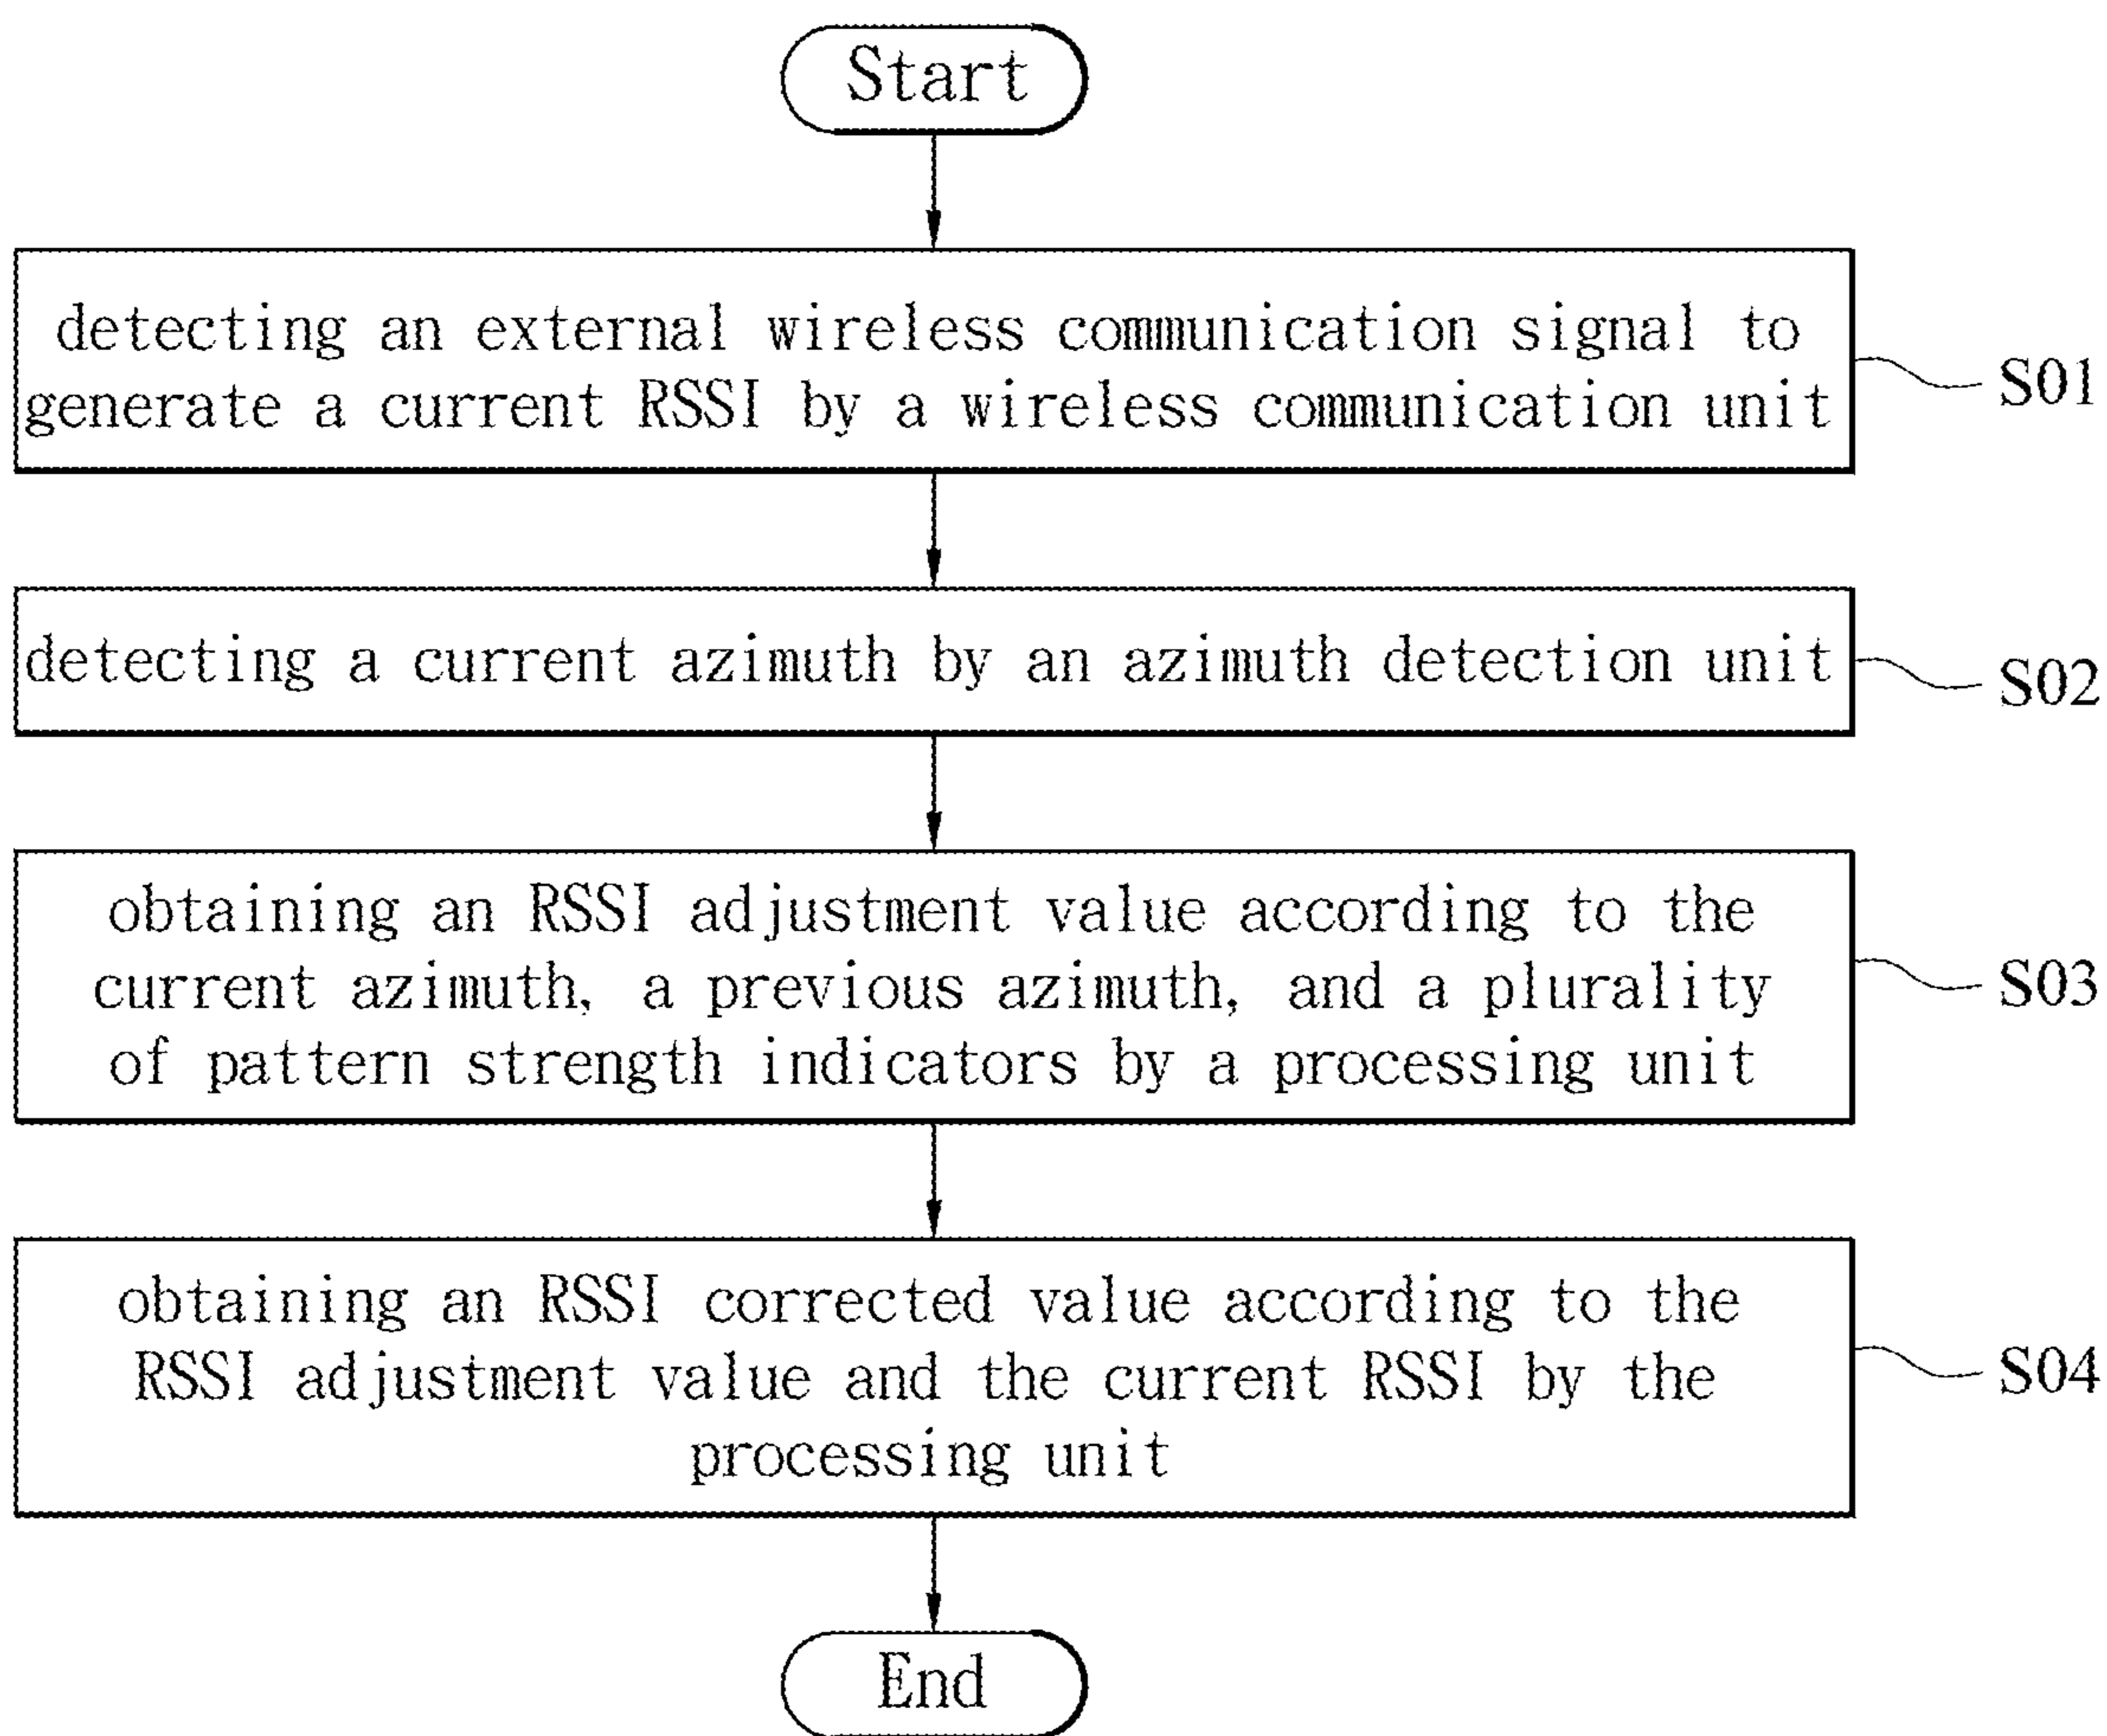 Start
detecting an external wireless communication signal to
generate a current RSSI by a wireless communication unit
S01
detecting a current azimuth by an azimuth detection unit
S02
obtaining an RSSI adjustment value according to the
current azimuth, a previous azimuth, and a plurality
of pattern strength indicators by a processing unit
S03
obtaining an RSSI corrected value according to the
RSSI adjustment value and the current RSSI by the
processing unit
S04
End